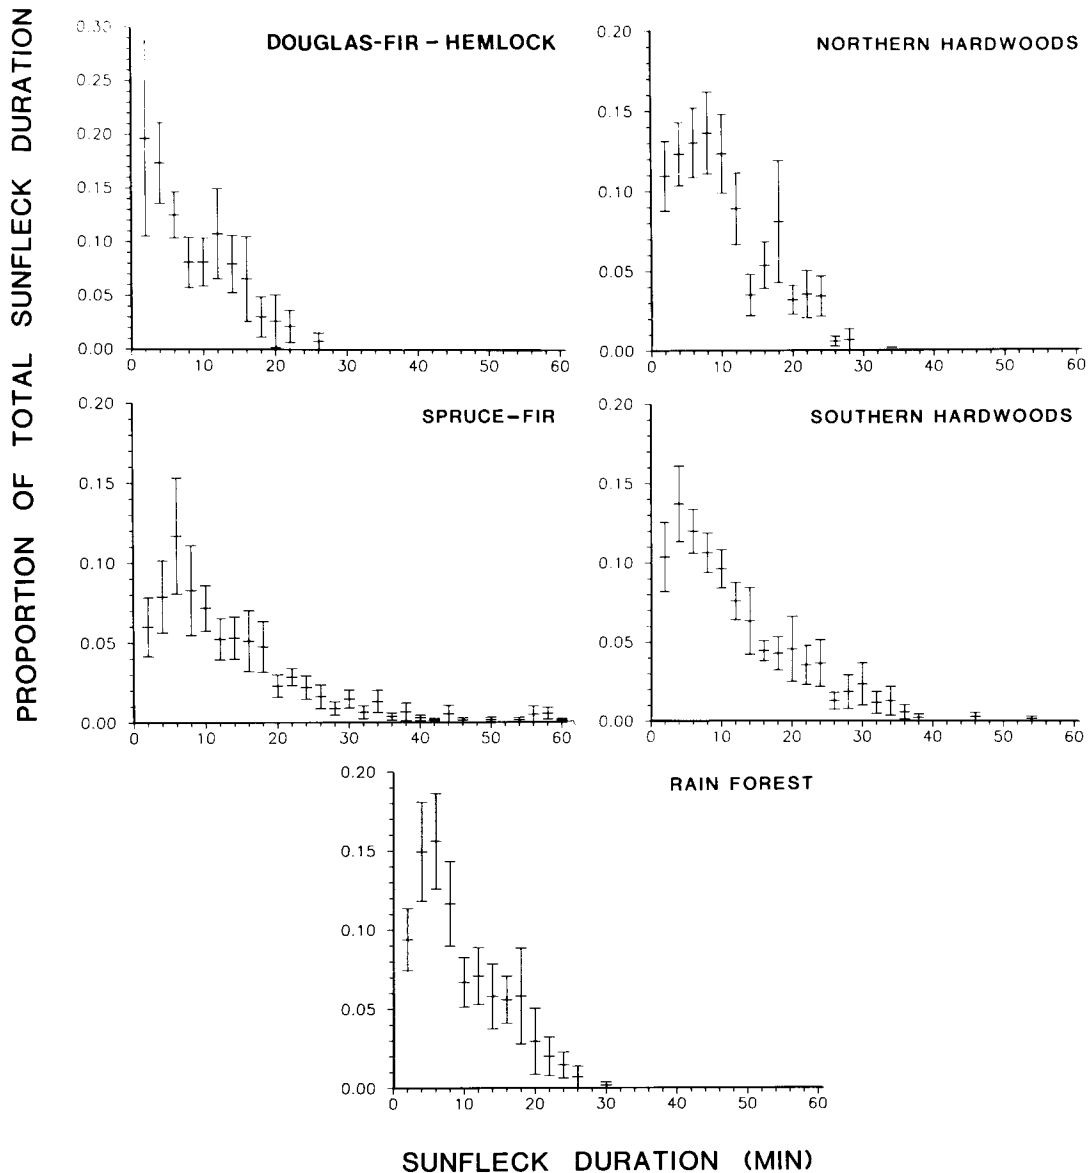 PROPORTION OF TOTAL SUNFLECK DURATION
DOUGLAS-FIR – HEMLOCK
0.30
0.25
0.20
0.15
0.10
0.05
0.00
0 10 20 30 40 50 60
NORTHERN HARDWOODS
0.20
0.15
0.10
0.05
0.00
0 10 20 30 40 50 60
SPRUCE–FIR
0.20
0.15
0.10
0.05
0.00
0 10 20 30 40 50 60
SOUTHERN HARDWOODS
0.20
0.15
0.10
0.05
0.00
0 10 20 30 40 50 60
RAIN FOREST
0.20
0.15
0.10
0.05
0.00
0 10 20 30 40 50 60
SUNFLECK DURATION (MIN)